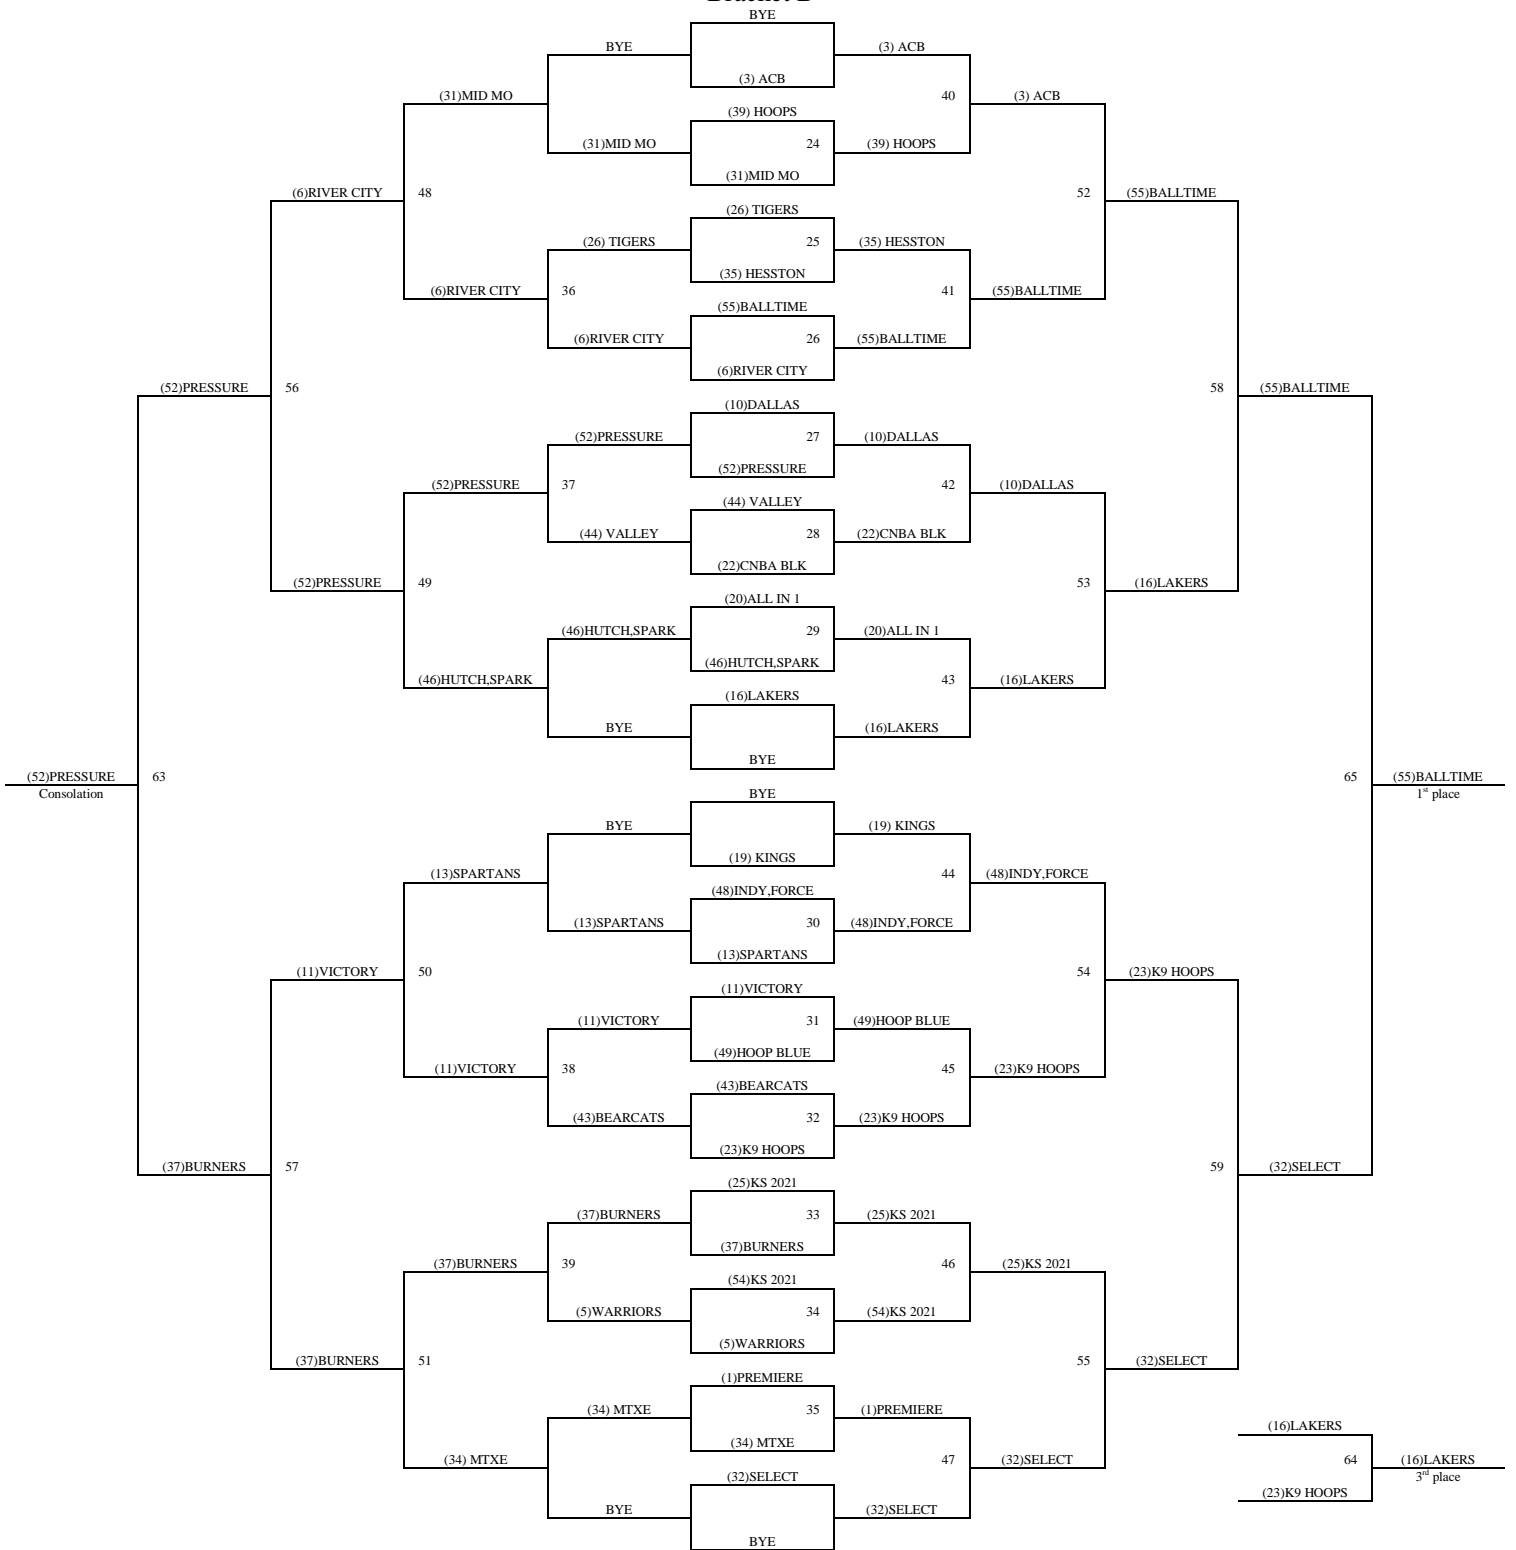 BYE
BYE
(3) ACB
(3) ACB
(31)MID MO
40
(3) ACB
(39) HOOPS
(31)MID MO
24
(39) HOOPS
(31)MID MO
(6)RIVER CITY
48
52
(55)BALLTIME
(26) TIGERS
(26) TIGERS
25
(35) HESSTON
(35) HESSTON
(6)RIVER CITY
36
41
(55)BALLTIME
(55)BALLTIME
(6)RIVER CITY
26
(55)BALLTIME
(6)RIVER CITY
(52)PRESSURE
56
58
(55)BALLTIME
(10)DALLAS
(52)PRESSURE
27
(10)DALLAS
(52)PRESSURE
(52)PRESSURE
37
42
(10)DALLAS
(44) VALLEY
(44) VALLEY
28
(22)CNBA BLK
(22)CNBA BLK
(52)PRESSURE
49
53
(16)LAKERS
(20)ALL IN 1
(46)HUTCH,SPARK
29
(20)ALL IN 1
(46)HUTCH,SPARK
(46)HUTCH,SPARK
43
(16)LAKERS
(16)LAKERS
BYE
(16)LAKERS
BYE
(52)PRESSURE
63
65
(55)BALLTIME
Consolation
1st place
BYE
BYE
(19) KINGS
(19) KINGS
(13)SPARTANS
44
(48)INDY,FORCE
(48)INDY,FORCE
(13)SPARTANS
30
(48)INDY,FORCE
(13)SPARTANS
(11)VICTORY
50
54
(23)K9 HOOPS
(11)VICTORY
(11)VICTORY
31
(49)HOOP BLUE
(49)HOOP BLUE
(11)VICTORY
38
45
(23)K9 HOOPS
(43)BEARCATS
(43)BEARCATS
32
(23)K9 HOOPS
(23)K9 HOOPS
(37)BURNERS
57
59
(32)SELECT
(25)KS 2021
(37)BURNERS
33
(25)KS 2021
(37)BURNERS
(37)BURNERS
39
46
(25)KS 2021
(54)KS 2021
(5)WARRIORS
34
(54)KS 2021
(5)WARRIORS
(37)BURNERS
51
55
(32)SELECT
(1)PREMIERE
(34) MTXE
35
(1)PREMIERE
(34) MTXE
(16)LAKERS
(34) MTXE
47
(32)SELECT
64
(16)LAKERS
3rd place
(32)SELECT
(23)K9 HOOPS
BYE
(32)SELECT
BYE